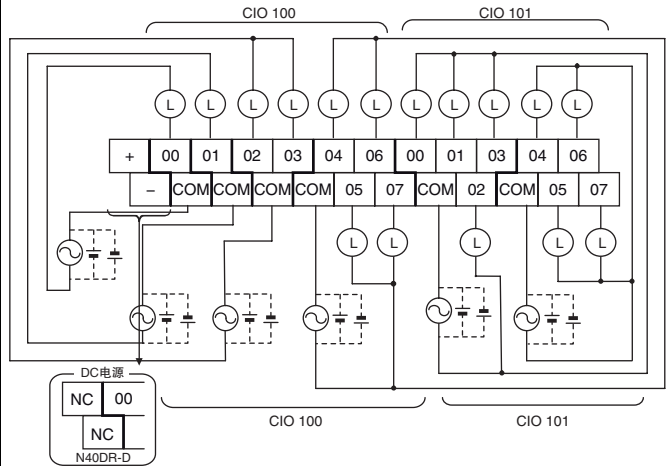 CIO 100 CIO 101
L L L L L L L L L L L
+ 00 01 02 03 04 06 00 01 03 04 06
− COM COM COM COM 05 07 COM 02 COM 05 07
L L L L L
DC电源
NC 00
NC
N40DR-D
CIO 100 CIO 101